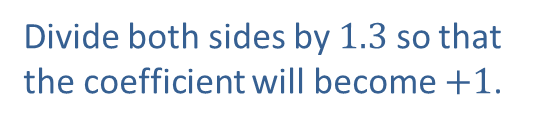 Divide both sides by 1.3 so that
the coefficient will become +1.